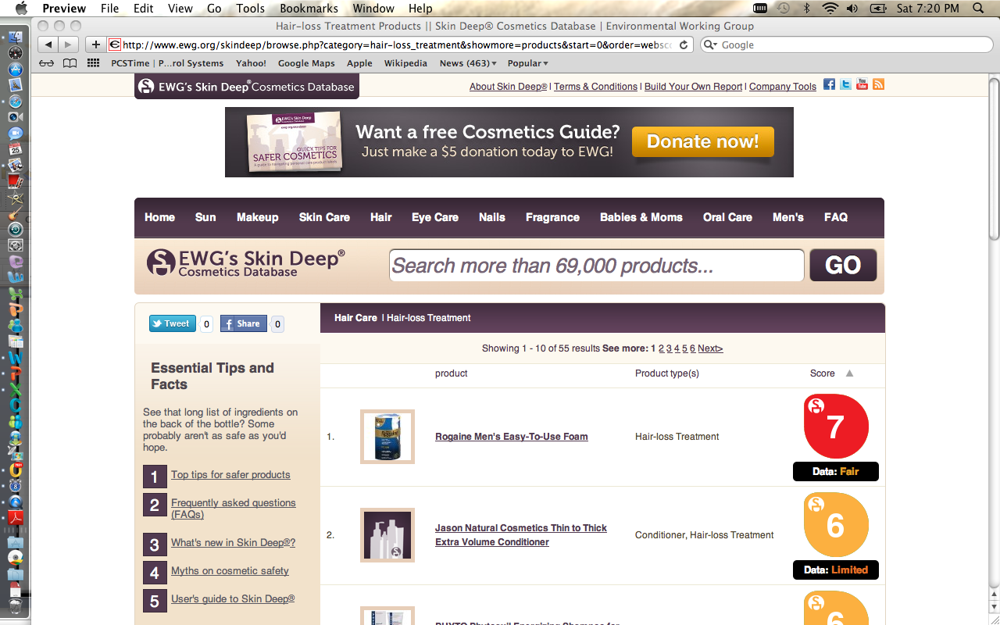 Preview File Edit View Go Tools Bookmarks Window Help Sat 7:20 PM
Hair-loss Treatment Products || Skin Deep® Cosmetics Database | Environmental Working Group
http://www.ewg.org/skindeep/browse.php?category=hair-loss_treatment&showmore=products&start=0&order=websc Google
PCSTime | P...rol Systems Yahoo! Google Maps Apple Wikipedia News (463) Popular
EWG's Skin Deep® Cosmetics Database About Skin Deep® | Terms & Conditions | Build Your Own Report | Company Tools
EWG's Skin Deep
QUICK TIPS FOR
SAFER COSMETICS
Want a free Cosmetics Guide?
Just make a $5 donation today to EWG!
Donate now!
Home Sun Makeup Skin Care Hair Eye Care Nails Fragrance Babies & Moms Oral Care Men's FAQ
EWG's Skin Deep®
Cosmetics Database
Search more than 69,000 products...
GO
Tweet 0 Share 0
Hair Care | Hair-loss Treatment
Showing 1 - 10 of 55 results See more: 1 2 3 4 5 6 Next>
Essential Tips and
Facts
See that long list of ingredients on
the back of the bottle? Some
probably aren't as safe as you'd
hope.
1 Top tips for safer products
2 Frequently asked questions
(FAQs)
3 What's new in Skin Deep®?
4 Myths on cosmetic safety
5 User's guide to Skin Deep®
product Product type(s) Score
1. Rogaine Men's Easy-To-Use Foam Hair-loss Treatment 7
Data: Fair
2. Jason Natural Cosmetics Thin to Thick
Extra Volume Conditioner Conditioner, Hair-loss Treatment 6
Data: Limited
6